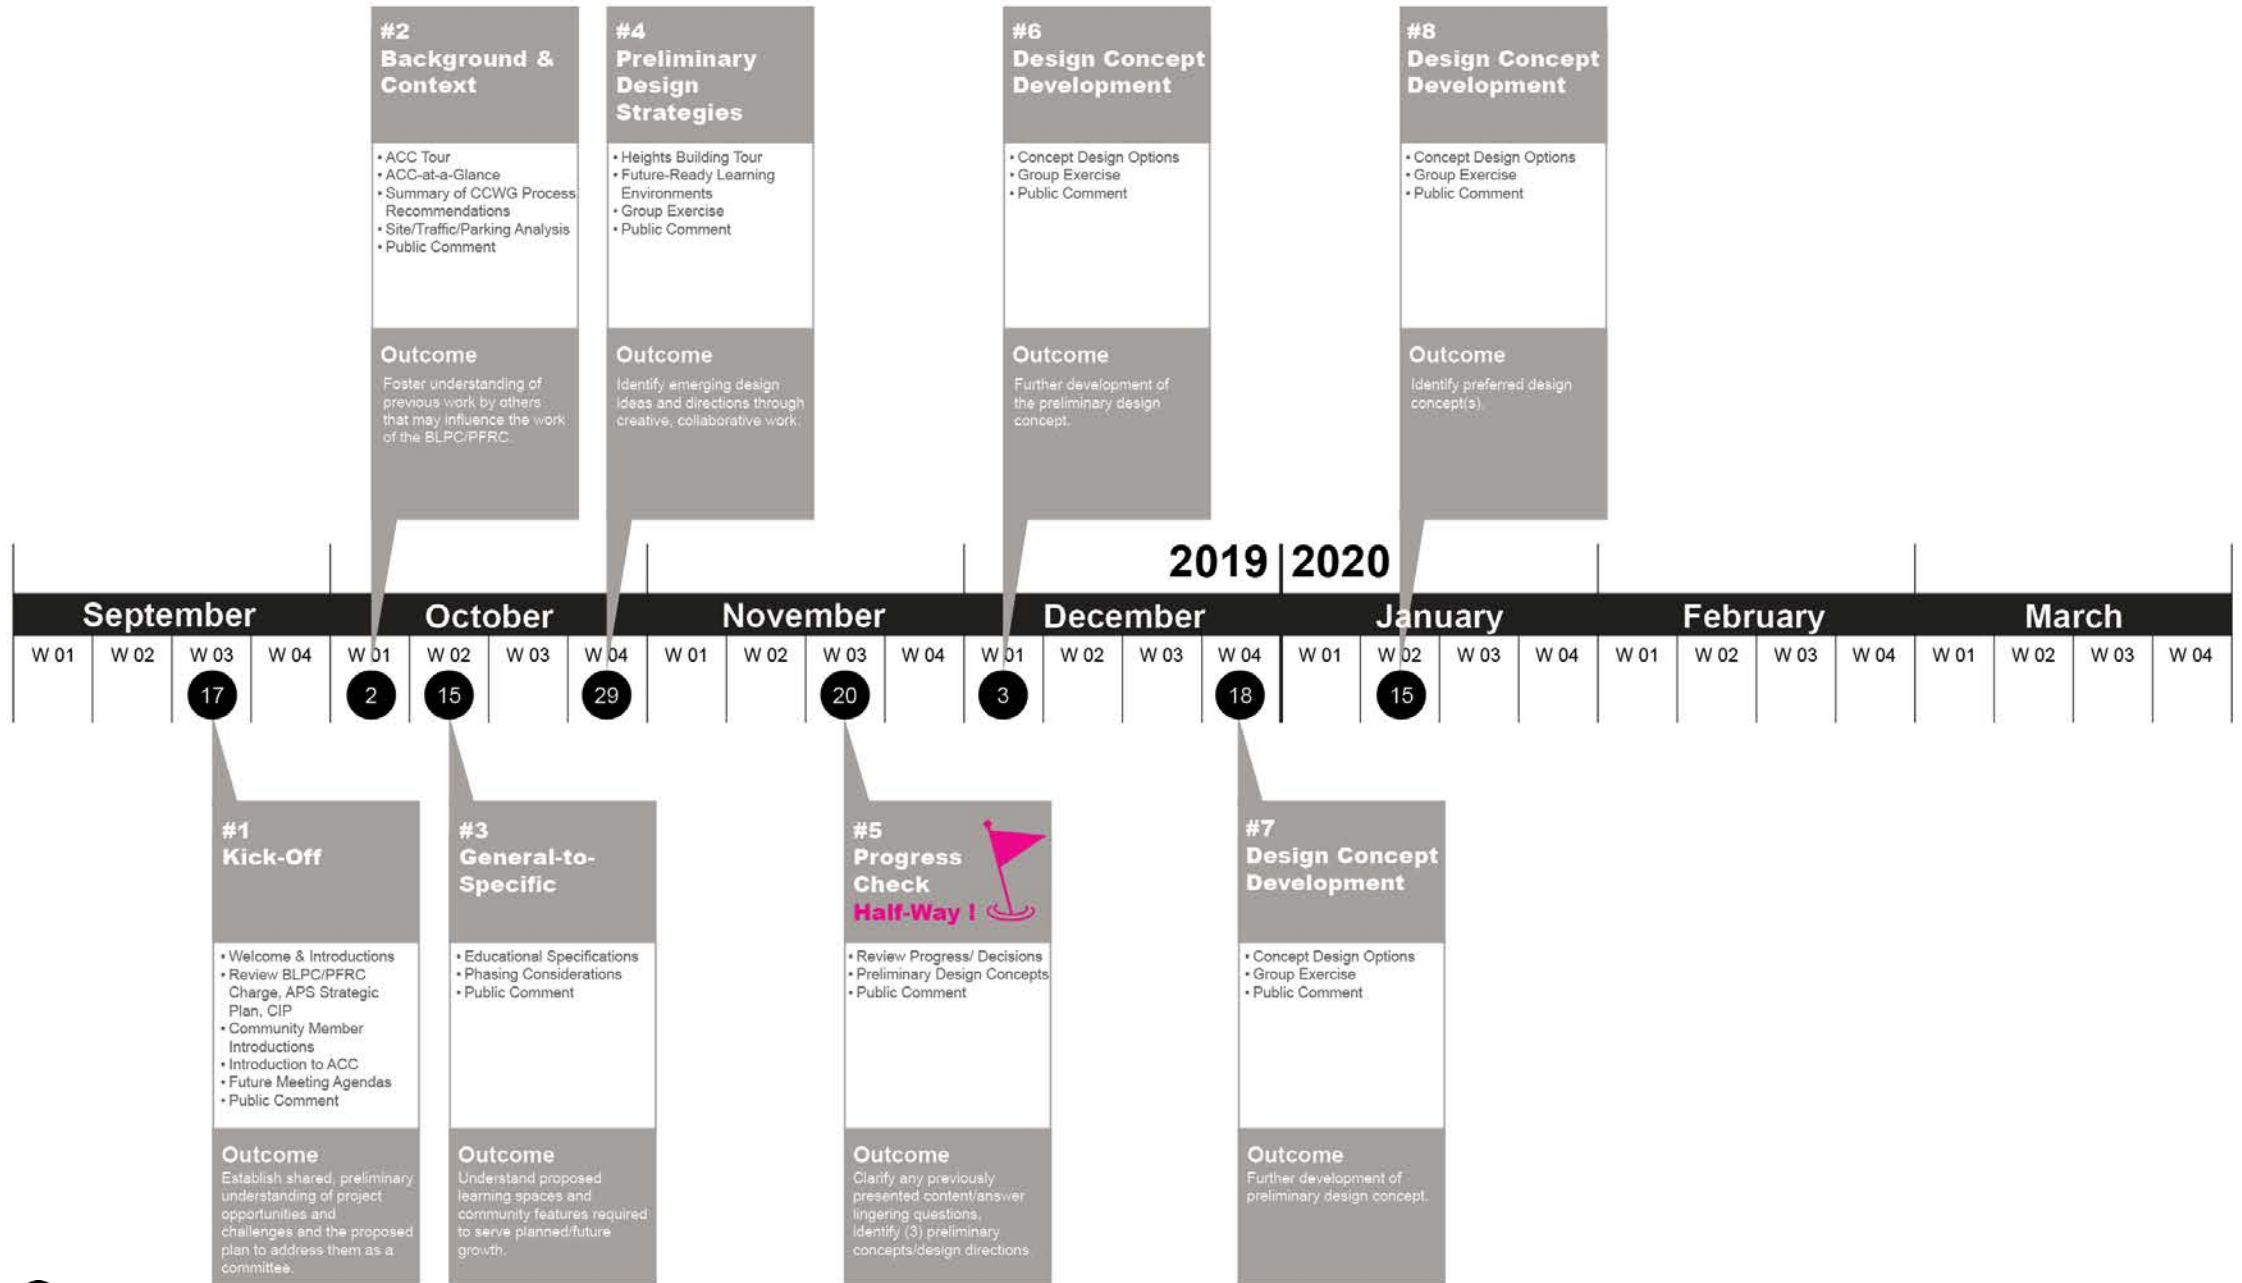 #2
Background &
Context
• ACC Tour
• ACC-at-a-Glance
• Summary of CCWG Process
Recommendations
• Site/Traffic/Parking Analysis
• Public Comment
Outcome
Foster understanding of
previous work by others
that may influence the work
of the BLPC/PFRC.
#4
Preliminary
Design
Strategies
• Heights Building Tour
• Future-Ready Learning
Environments
• Group Exercise
• Public Comment
Outcome
Identify emerging design
ideas and directions through
creative, collaborative work.
#6
Design Concept
Development
• Concept Design Options
• Group Exercise
• Public Comment
Outcome
Further development of
the preliminary design
concept.
#8
Design Concept
Development
• Concept Design Options
• Group Exercise
• Public Comment
Outcome
Identify preferred design
concept(s).
2019 2020
September October November December January February March
W 01 W 02 W 03 W 04 W 01 W 02 W 03 W 04 W 01 W 02 W 03 W 04 W 01 W 02 W 03 W 04 W 01 W 02 W 03 W 04 W 01 W 02 W 03 W 04 W 01 W 02 W 03 W 04
17 2 15 29 20 3 18 15
#1
Kick-Off
• Welcome & Introductions
• Review BLPC/PFRC
Charge, APS Strategic
Plan, CIP
• Community Member
Introductions
• Introduction to ACC
• Future Meeting Agendas
• Public Comment
Outcome
Establish shared, preliminary
understanding of project
opportunities and
challenges and the proposed
plan to address them as a
committee.
#3
General-to-
Specific
• Educational Specifications
• Phasing Considerations
• Public Comment
Outcome
Understand proposed
learning spaces and
community features required
to serve planned/future
growth.
#5
Progress
Check
Half-Way !
• Review Progress/ Decisions
• Preliminary Design Concepts
• Public Comment
Outcome
Clarify any previously
presented content/answer
lingering questions.
Identify (3) preliminary
concepts/design directions
#7
Design Concept
Development
• Concept Design Options
• Group Exercise
• Public Comment
Outcome
Further development of
preliminary design concept.